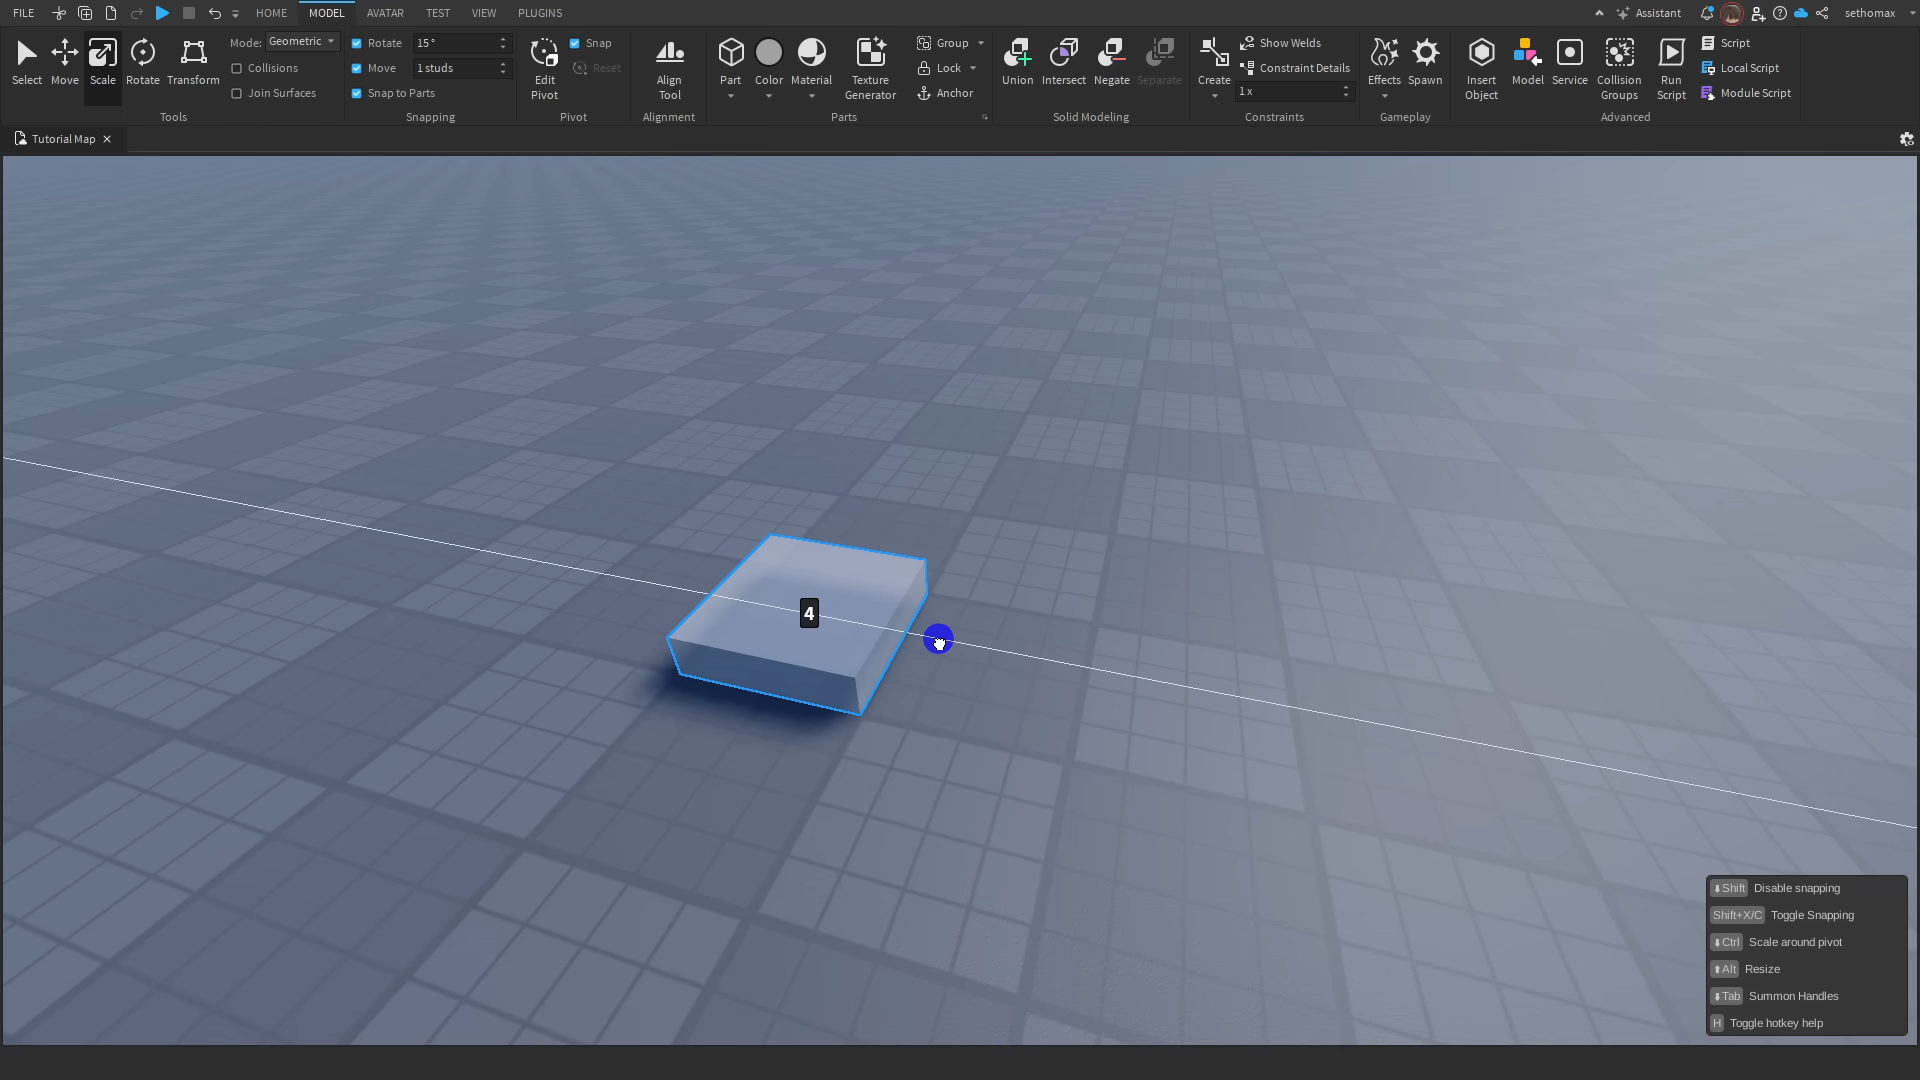 FILE HOME MODEL AVATAR TEST VIEW PLUGINS Assistant sethomax
Select Move Scale Rotate Transform
Mode: Geometric
Collisions
Join Surfaces
Tools
Rotate 15°
Move 1 studs
Snap to Parts
Snapping
Edit Pivot
Snap
Reset
Pivot
Align Tool
Alignment
Part Color Material Texture Generator
Group
Lock
Anchor
Parts
Union Intersect Negate Separate
Solid Modeling
Create
Show Welds
Constraint Details
1 x
Constraints
Effects Spawn
Gameplay
Insert Object Model Service Collision Groups Run Script
Script
Local Script
Module Script
Advanced
Tutorial Map
4
Shift Disable snapping
Shift+X/C Toggle Snapping
Ctrl Scale around pivot
Alt Resize
Tab Summon Handles
H Toggle hotkey help